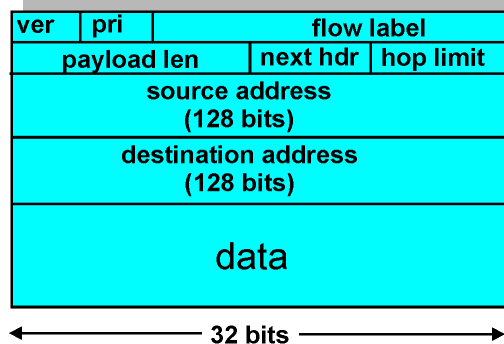 ver pri flow label
payload len next hdr hop limit
source address
(128 bits)
destination address
(128 bits)
data
32 bits